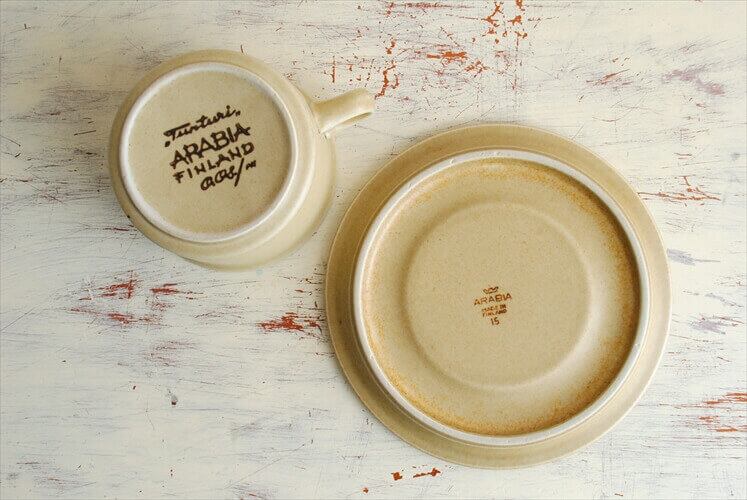 "Tunturi"
ARABIA
FINLAND
ARABIA
MADE IN
FINLAND
15